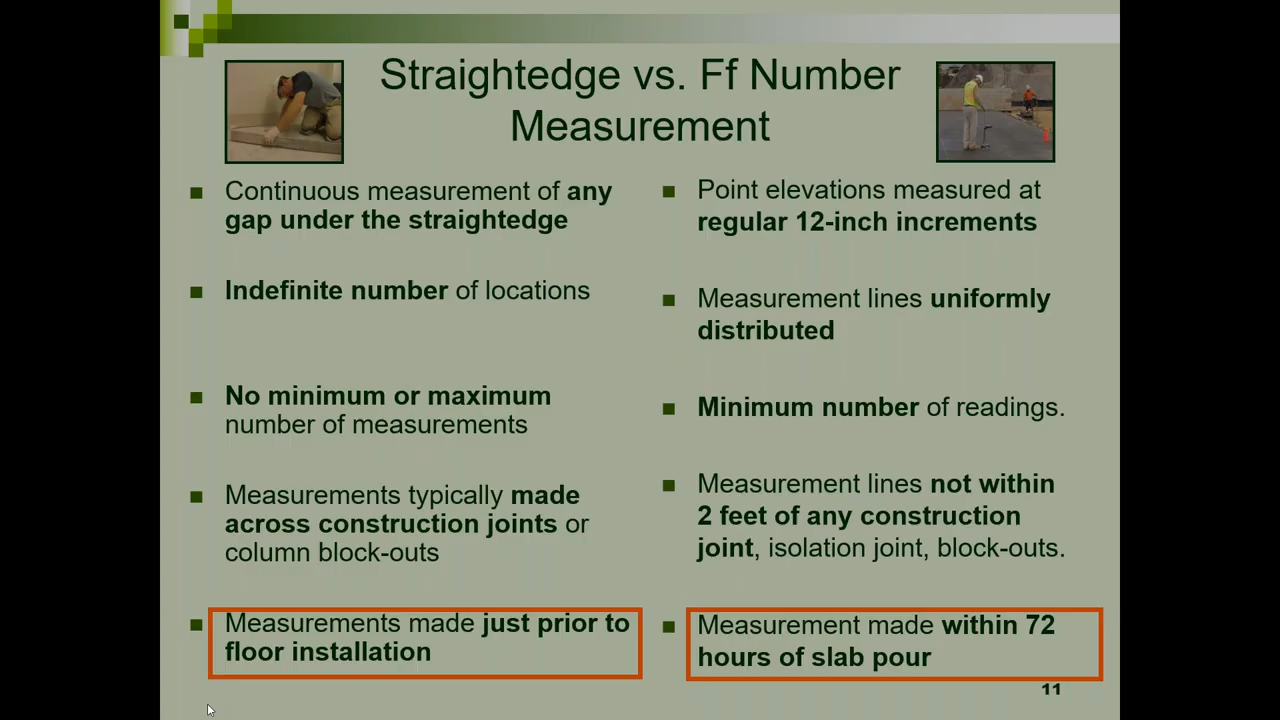 Straightedge vs. Ff Number
Measurement
Continuous measurement of any
gap under the straightedge
Indefinite number of locations
No minimum or maximum
number of measurements
Measurements typically made
across construction joints or
column block-outs
Measurements made just prior to
floor installation
Point elevations measured at
regular 12-inch increments
Measurement lines uniformly
distributed
Minimum number of readings.
Measurement lines not within
2 feet of any construction
joint, isolation joint, block-outs.
Measurement made within 72
hours of slab pour
11